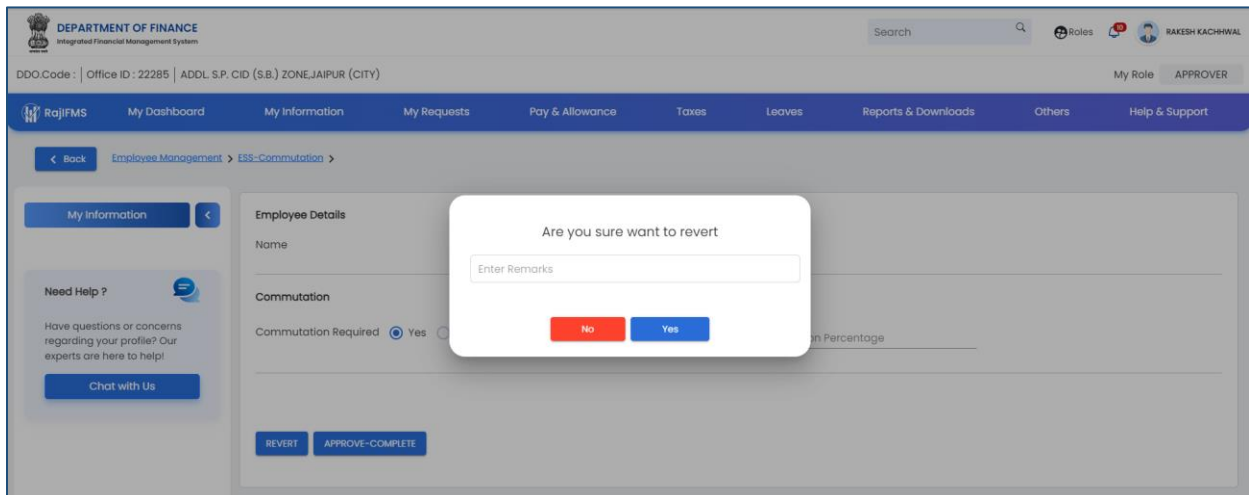 DEPARTMENT OF FINANCE
Integrated Financial Management System
Search
Roles
10
RAKESH KACHHWAL
DDO.Code : | Office ID : 22285 | ADDL. S.P. CID (S.B.) ZONE,JAIPUR (CITY)
My Role APPROVER
RajIFMS My Dashboard My Information My Requests Pay & Allowance Taxes Leaves Reports & Downloads Others Help & Support
< Back Employee Management > ESS-Commutation >
My Information <
Employee Details
Name
Are you sure want to revert
Enter Remarks
No Yes
Need Help ?
Have questions or concerns
regarding your profile? Our
experts are here to help!
Chat with Us
Commutation
Commutation Required Yes
on Percentage
REVERT APPROVE-COMPLETE